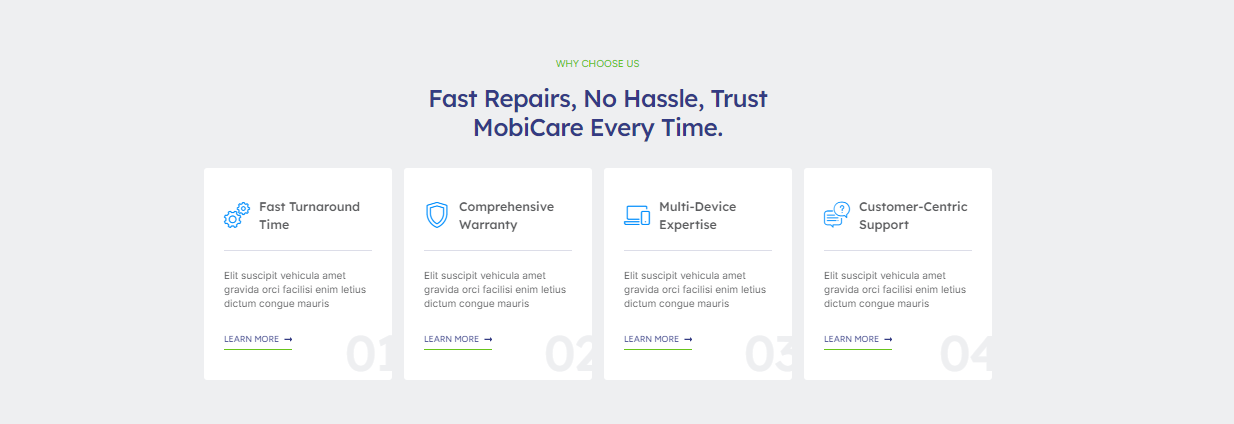 WHY CHOOSE US
Fast Repairs, No Hassle, Trust
MobiCare Every Time.
Fast Turnaround
Time
Elit suscipit vehicula amet
gravida orci facilisi enim letius
dictum congue mauris
LEARN MORE →
01
Comprehensive
Warranty
Elit suscipit vehicula amet
gravida orci facilisi enim letius
dictum congue mauris
LEARN MORE →
02
Multi-Device
Expertise
Elit suscipit vehicula amet
gravida orci facilisi enim letius
dictum congue mauris
LEARN MORE →
03
Customer-Centric
Support
Elit suscipit vehicula amet
gravida orci facilisi enim letius
dictum congue mauris
LEARN MORE →
04